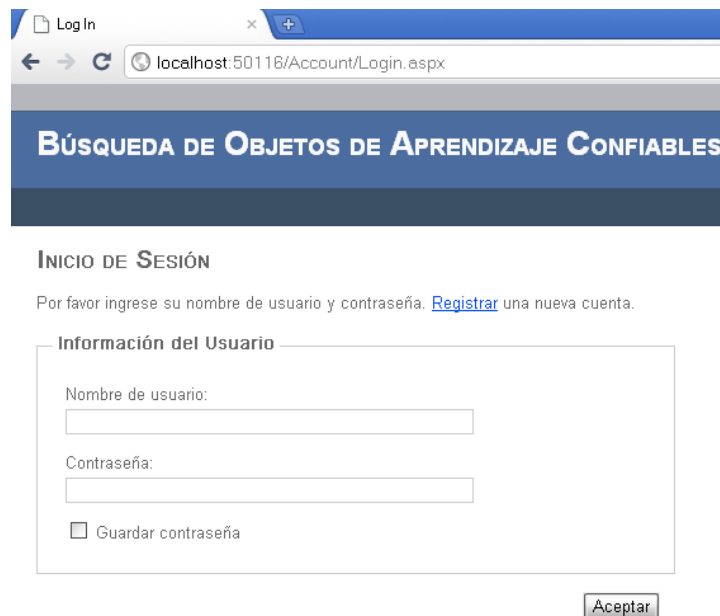 Log In
localhost:50116/Account/Login.aspx
BÚSQUEDA DE OBJETOS DE APRENDIZAJE CONFIABLES
INICIO DE SESIÓN
Por favor ingrese su nombre de usuario y contraseña. Registrar una nueva cuenta.
Información del Usuario
Nombre de usuario:
Contraseña:
Guardar contraseña
Aceptar